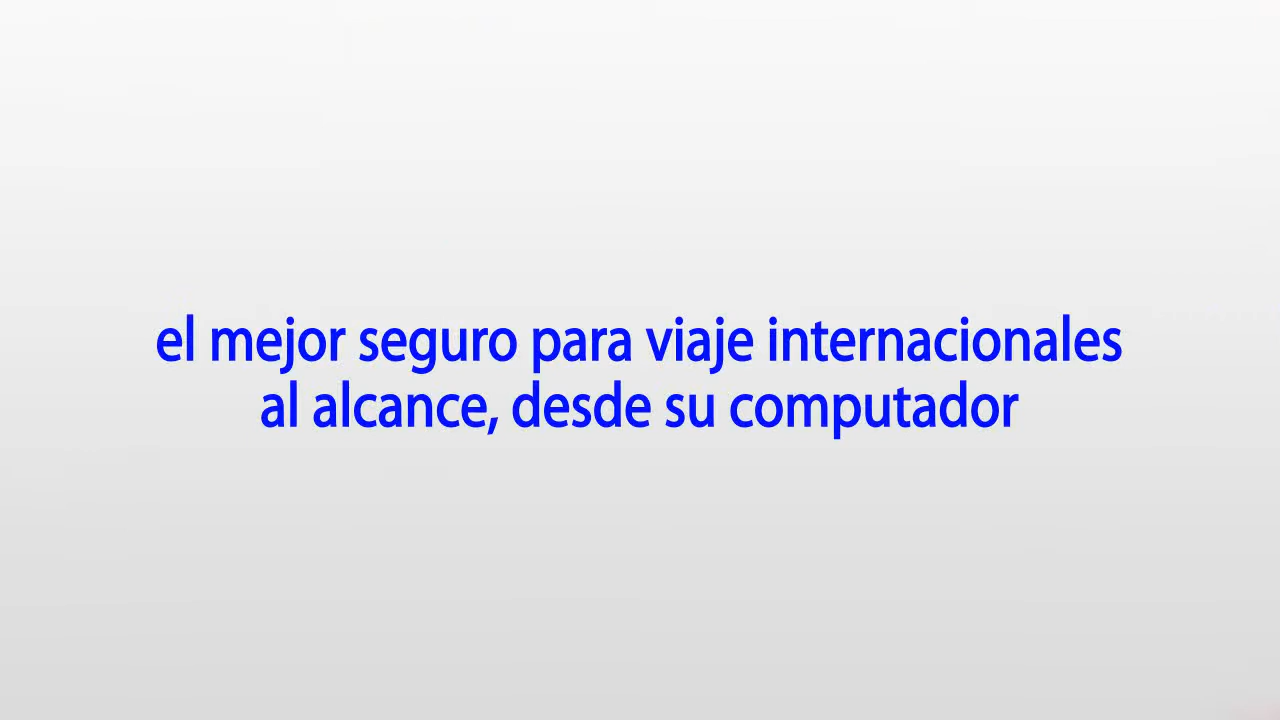 el mejor seguro para viaje internacionales
al alcance, desde su computador